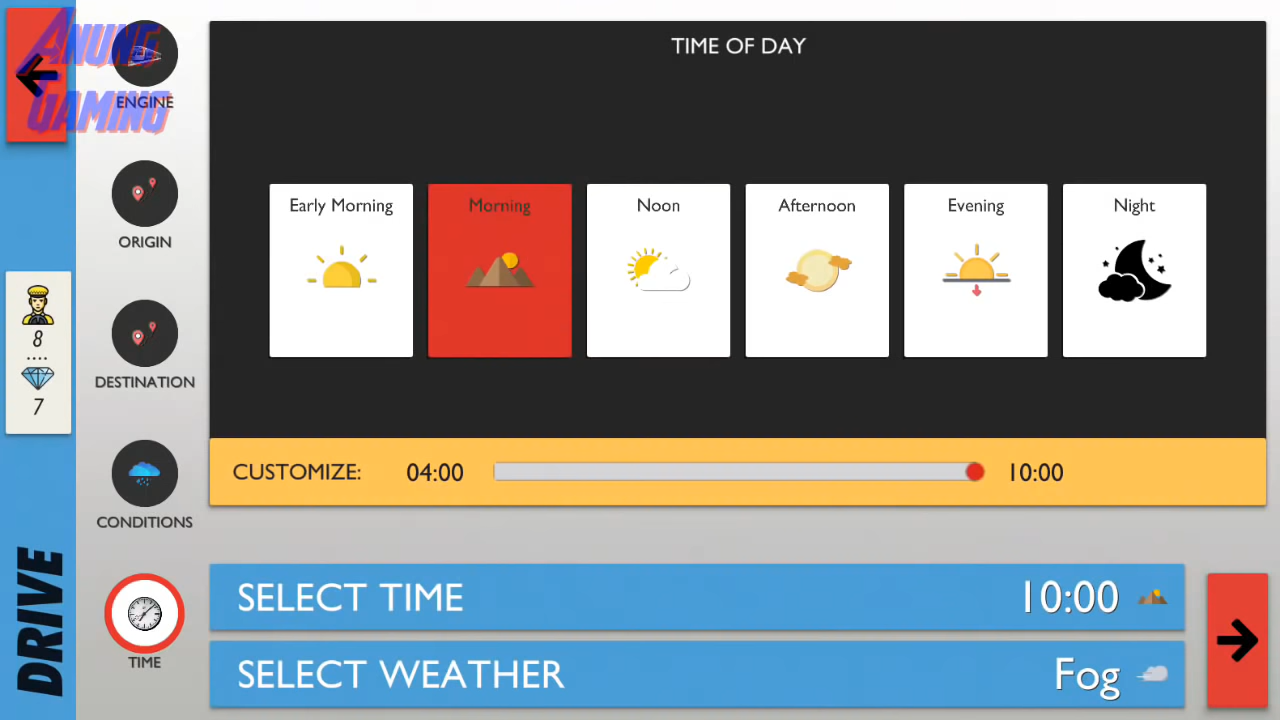 ANUNG
GAMING
ENGINE
ORIGIN
DESTINATION
CONDITIONS
TIME
8
7
DRIVE
TIME OF DAY
Early Morning
Morning
Noon
Afternoon
Evening
Night
CUSTOMIZE: 04:00 10:00
SELECT TIME 10:00
SELECT WEATHER Fog